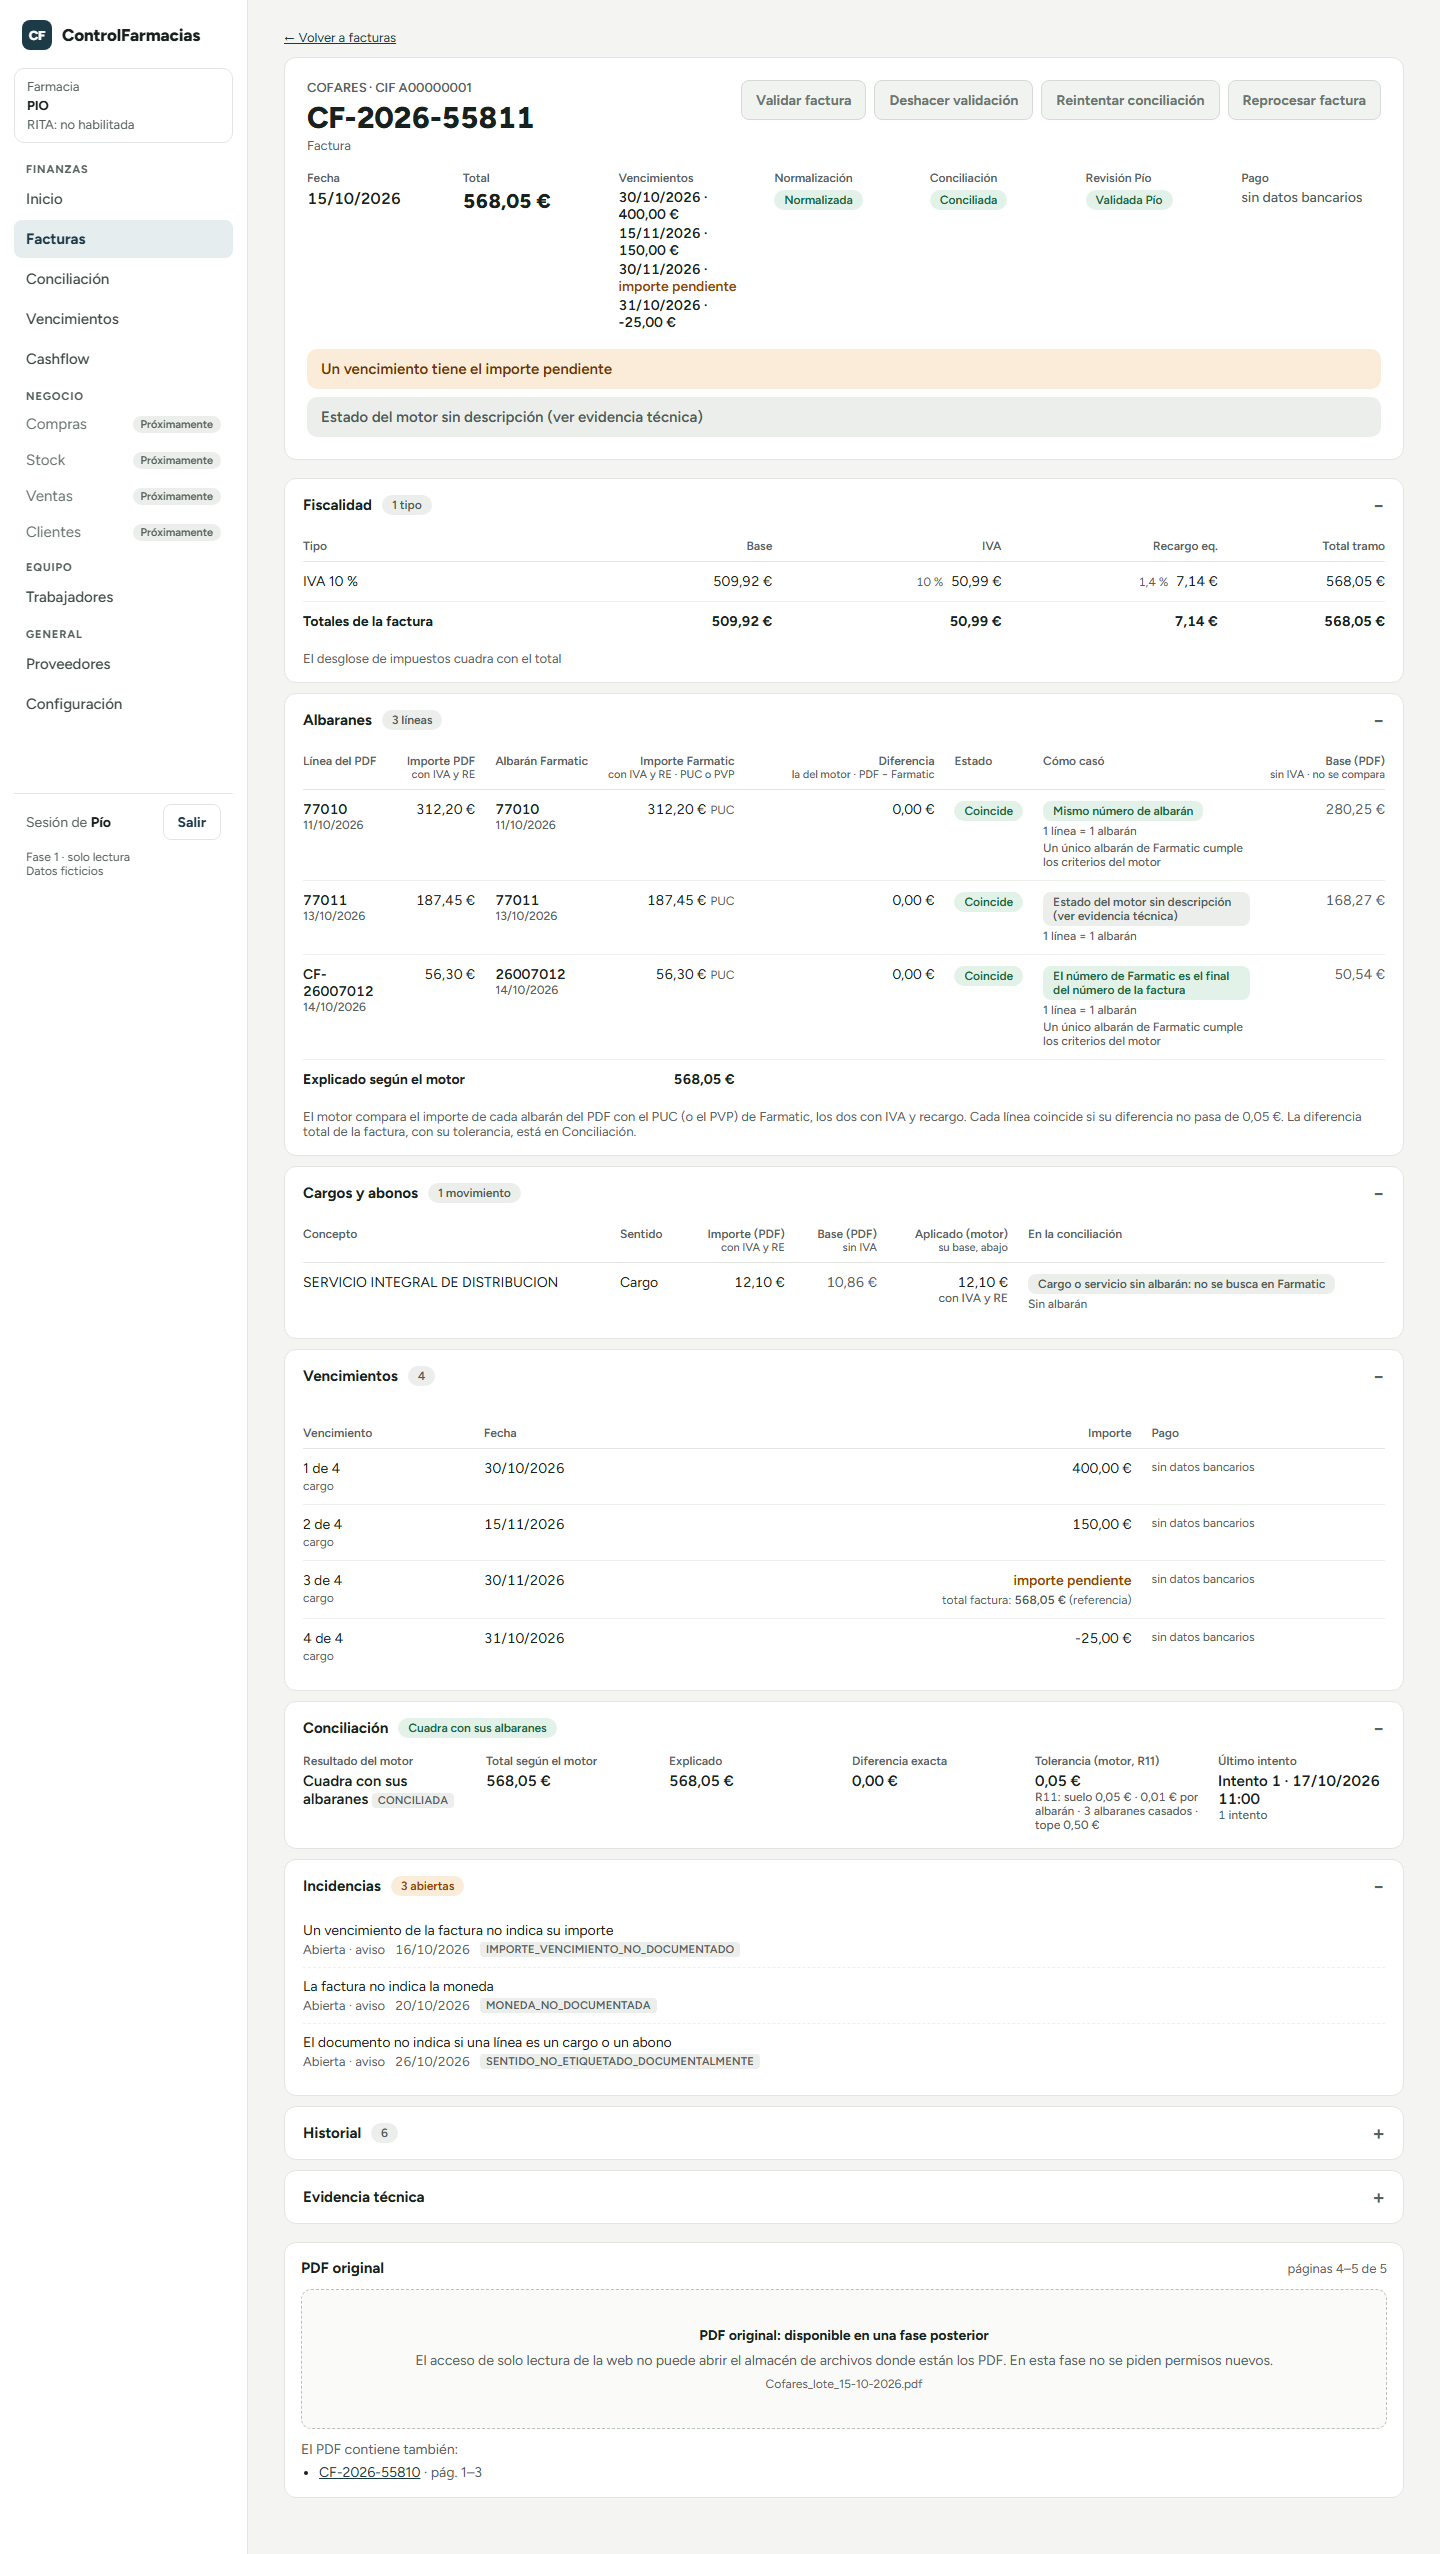 CF ControlFarmacias
Farmacia
PIO
RITA: no habilitada
FINANZAS
Inicio
Facturas
Conciliación
Vencimientos
Cashflow
NEGOCIO
Compras Próximamente
Stock Próximamente
Ventas Próximamente
Clientes Próximamente
EQUIPO
Trabajadores
GENERAL
Proveedores
Configuración
Sesión de Pío Salir
Fase 1 · solo lectura
Datos ficticios
← Volver a facturas
COFARES · CIF A00000001
CF-2026-55811
Factura
Validar factura Deshacer validación Reintentar conciliación Reprocesar factura
Fecha
15/10/2026
Total
568,05 €
Vencimientos
30/10/2026 ·
400,00 €
15/11/2026 ·
150,00 €
30/11/2026 ·
importe pendiente
31/10/2026 ·
-25,00 €
Normalización
Normalizada
Conciliación
Conciliada
Revisión Pío
Validada Pío
Pago
sin datos bancarios
Un vencimiento tiene el importe pendiente
Estado del motor sin descripción (ver evidencia técnica)
Fiscalidad 1 tipo −
Tipo Base IVA Recargo eq. Total tramo
IVA 10 % 509,92 € 10 % 50,99 € 1,4 % 7,14 € 568,05 €
Totales de la factura 509,92 € 50,99 € 7,14 € 568,05 €
El desglose de impuestos cuadra con el total
Albaranes 3 líneas −
Línea del PDF Importe PDF Albarán Farmatic Importe Farmatic Diferencia Estado Cómo casó Base (PDF)
con IVA y RE con IVA y RE · PUC o PVP la del motor · PDF − Farmatic sin IVA · no se compara
77010 312,20 € 77010 312,20 € PUC 0,00 € Coincide Mismo número de albarán 280,25 €
11/10/2026 11/10/2026
1 línea = 1 albarán
Un único albarán de Farmatic cumple
los criterios del motor
77011 187,45 € 77011 187,45 € PUC 0,00 € Coincide Estado del motor sin descripción 168,27 €
13/10/2026 13/10/2026 (ver evidencia técnica)
1 línea = 1 albarán
CF- 56,30 € 26007012 56,30 € PUC 0,00 € Coincide El número de Farmatic es el final 50,54 €
26007012 14/10/2026 del número de la factura
14/10/2026 1 línea = 1 albarán
Un único albarán de Farmatic cumple
los criterios del motor
Explicado según el motor 568,05 €
El motor compara el importe de cada albarán del PDF con el PUC (o el PVP) de Farmatic, los dos con IVA y recargo. Cada línea coincide si su diferencia no pasa de 0,05 €. La diferencia
total de la factura, con su tolerancia, está en Conciliación.
Cargos y abonos 1 movimiento −
Concepto Sentido Importe (PDF) Base (PDF) Aplicado (motor) En la conciliación
con IVA y RE sin IVA su base, abajo
SERVICIO INTEGRAL DE DISTRIBUCION Cargo 12,10 € 10,86 € 12,10 € Cargo o servicio sin albarán: no se busca en Farmatic
con IVA y RE Sin albarán
Vencimientos 4 −
Vencimiento Fecha Importe Pago
1 de 4 30/10/2026 400,00 € sin datos bancarios
cargo
2 de 4 15/11/2026 150,00 € sin datos bancarios
cargo
3 de 4 30/11/2026 importe pendiente sin datos bancarios
cargo total factura: 568,05 € (referencia)
4 de 4 31/10/2026 -25,00 € sin datos bancarios
cargo
Conciliación Cuadra con sus albaranes −
Resultado del motor
Cuadra con sus
albaranes CONCILIADA
Total según el motor
568,05 €
Explicado
568,05 €
Diferencia exacta
0,00 €
Tolerancia (motor, R11)
0,05 €
R11: suelo 0,05 € · 0,01 € por
albarán · 3 albaranes casados ·
tope 0,50 €
Último intento
Intento 1 · 17/10/2026
11:00
1 intento
Incidencias 3 abiertas −
Un vencimiento de la factura no indica su importe
Abierta · aviso 16/10/2026 IMPORTE_VENCIMIENTO_NO_DOCUMENTADO
La factura no indica la moneda
Abierta · aviso 20/10/2026 MONEDA_NO_DOCUMENTADA
El documento no indica si una línea es un cargo o un abono
Abierta · aviso 26/10/2026 SENTIDO_NO_ETIQUETADO_DOCUMENTALMENTE
Historial 6 +
Evidencia técnica +
PDF original páginas 4–5 de 5
PDF original: disponible en una fase posterior
El acceso de solo lectura de la web no puede abrir el almacén de archivos donde están los PDF. En esta fase no se piden permisos nuevos.
Cofares_lote_15-10-2026.pdf
El PDF contiene también:
• CF-2026-55810 · pág. 1–3